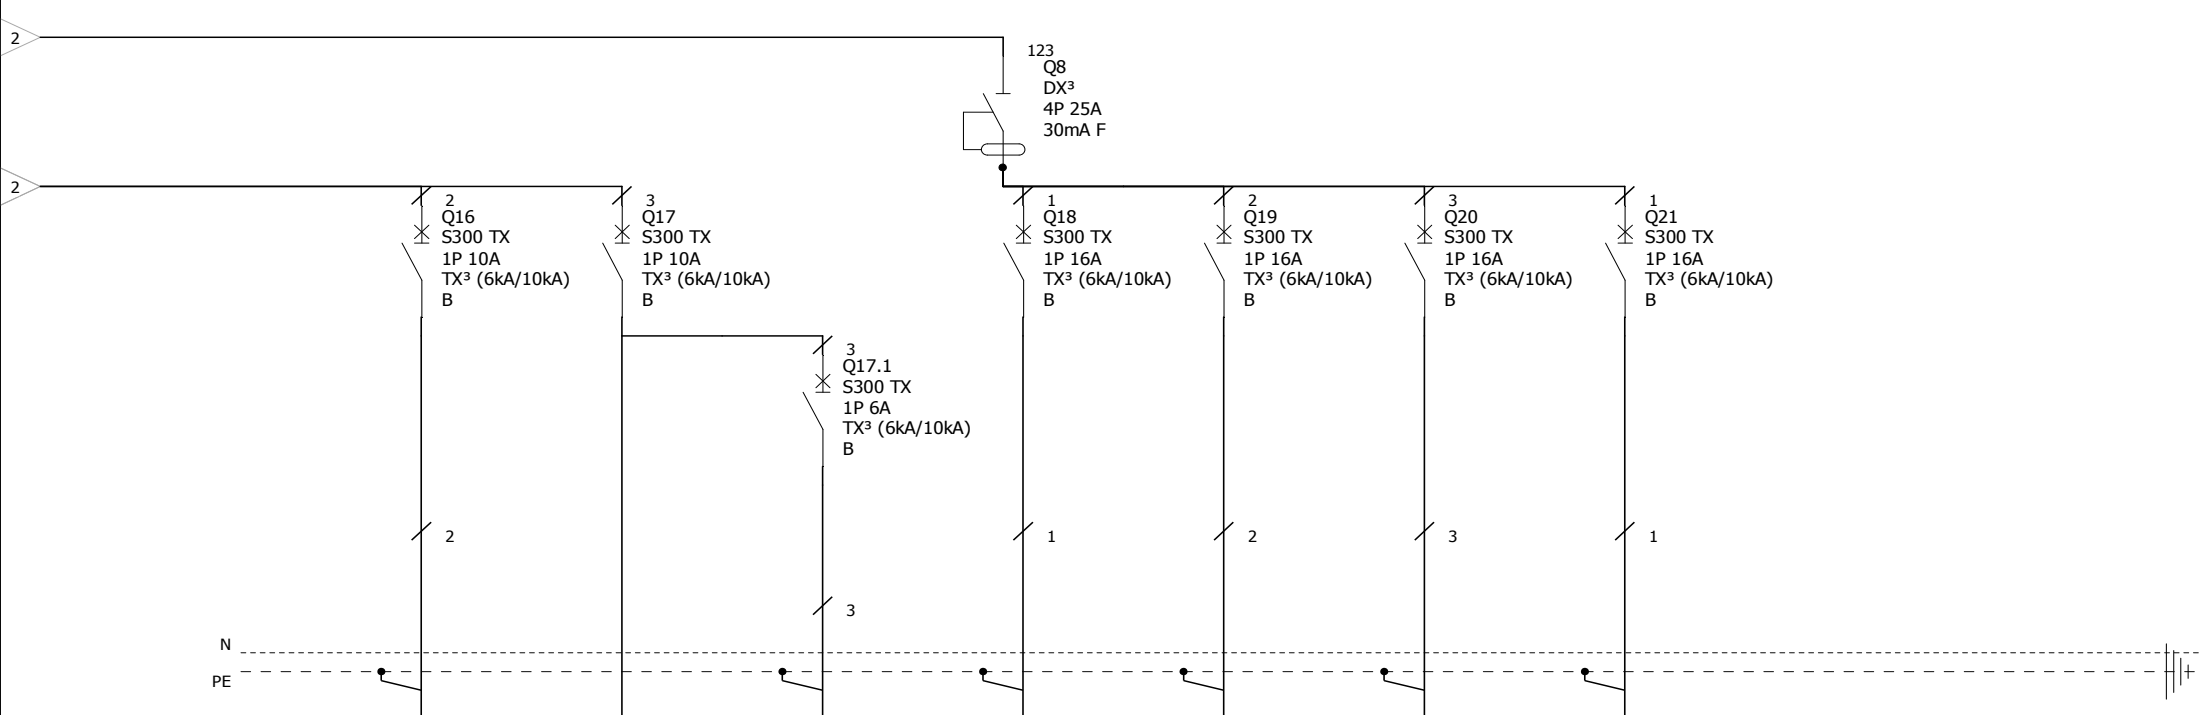 2
123
Q8
DX³
4P 25A
30mA F
2
2
Q16
S300 TX
1P 10A
TX³ (6kA/10kA)
B
3
Q17
S300 TX
1P 10A
TX³ (6kA/10kA)
B
1
Q18
S300 TX
1P 16A
TX³ (6kA/10kA)
B
2
Q19
S300 TX
1P 16A
TX³ (6kA/10kA)
B
3
Q20
S300 TX
1P 16A
TX³ (6kA/10kA)
B
1
Q21
S300 TX
1P 16A
TX³ (6kA/10kA)
B
3
Q17.1
S300 TX
1P 6A
TX³ (6kA/10kA)
B
2
1
2
3
1
3
N
PE